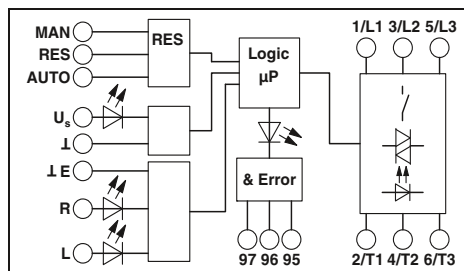 MAN
RES
AUTO
RES
Us
⊥
⊥ E
R
L
Logic
µP
& Error
97 96 95
1/L1 3/L2 5/L3
2/T1 4/T2 6/T3